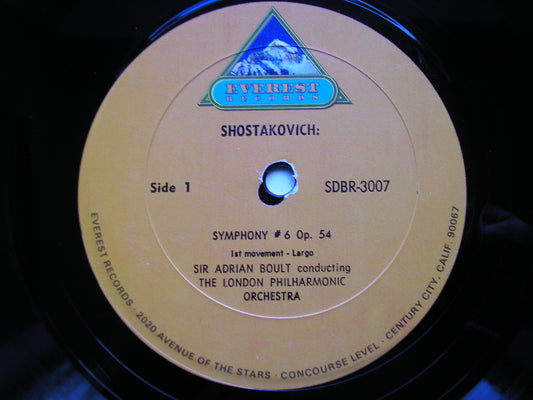 EVEREST
RECORDS
SHOSTAKOVICH:
Side 1
SDBR-3007
SYMPHONY # 6 Op. 54
1st movement - Largo
SIR ADRIAN BOULT conducting
THE LONDON PHILHARMONIC
ORCHESTRA
EVEREST RECORDS · 2020 AVENUE OF THE STARS · CONCOURSE LEVEL · CENTURY CITY, CALIF. 90067